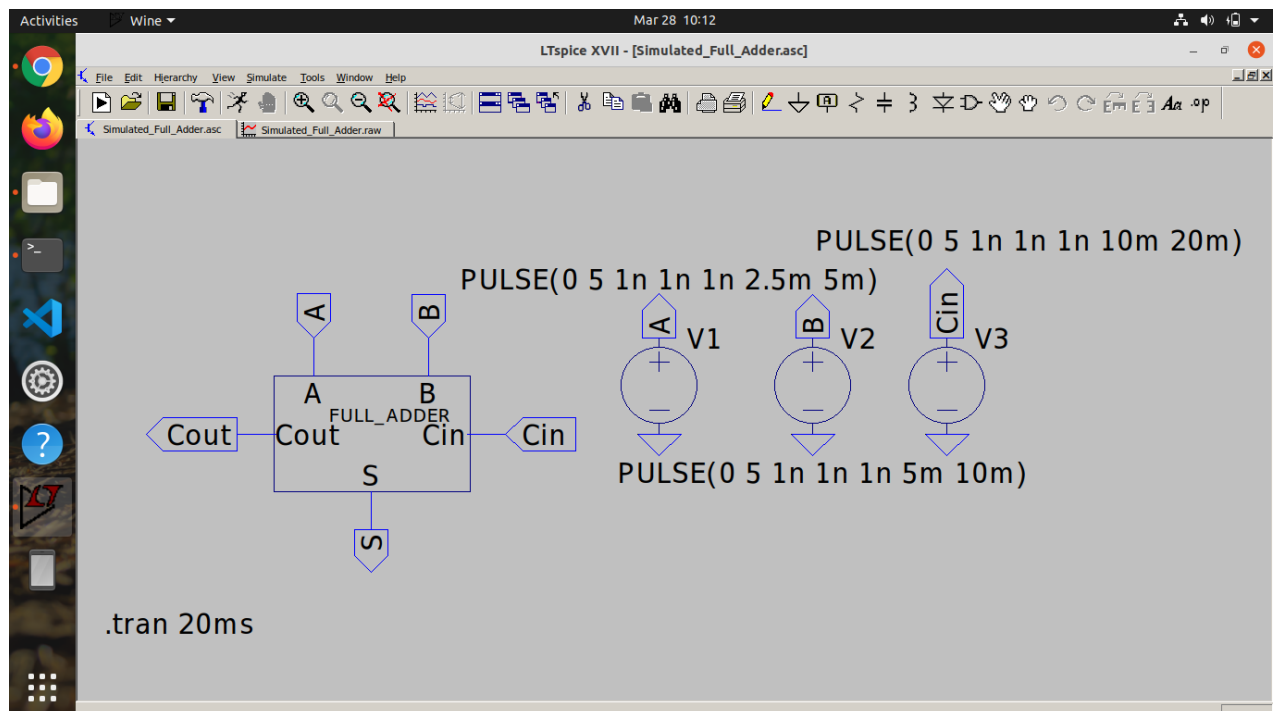 Activities Wine Mar 28 10:12
LTspice XVII - [Simulated_Full_Adder.asc]
File Edit Hierarchy View Simulate Tools Window Help
Aa .op
Simulated_Full_Adder.asc Simulated_Full_Adder.raw
PULSE(0 5 1n 1n 1n 10m 20m)
PULSE(0 5 1n 1n 1n 2.5m 5m)
A B A V1 B V2 Cin V3
A B
FULL_ADDER
Cout Cout Cin Cin
S
PULSE(0 5 1n 1n 1n 5m 10m)
S
.tran 20ms